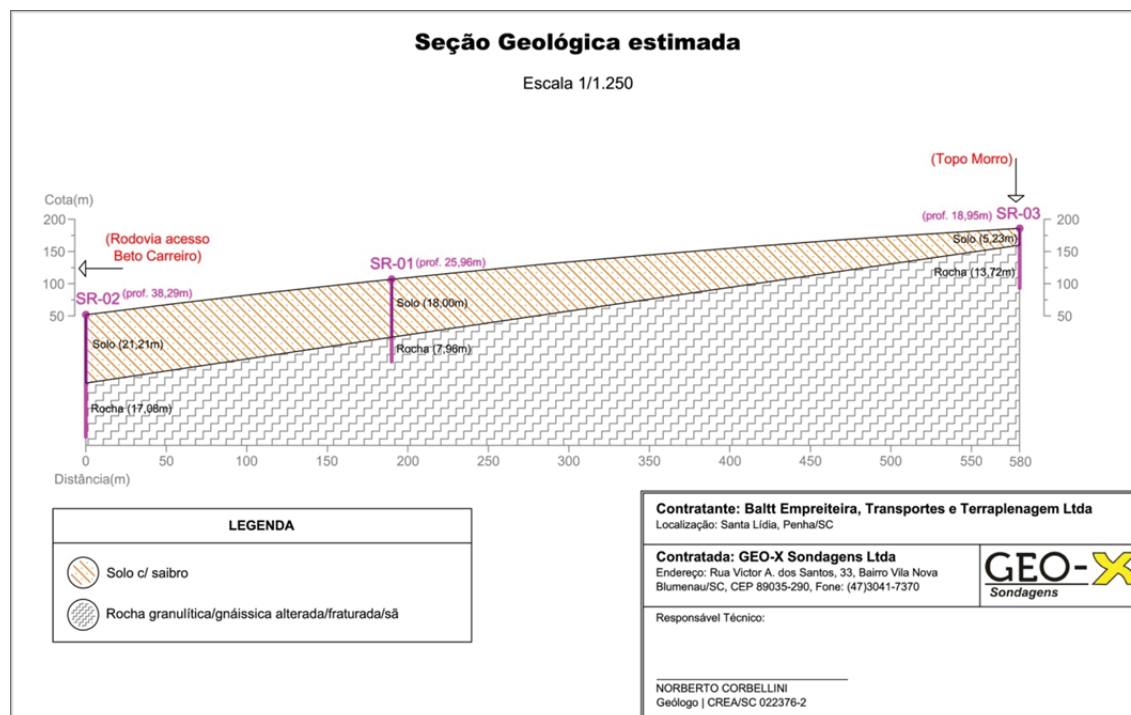 Seção Geológica estimada
Escala 1/1.250
(Topo Morro)
Cota(m)
(prof. 18,95m) SR-03
200
150
100
50
(Rodovia acesso
Beto Carreiro)
SR-01 (prof. 25,96m)
SR-02 (prof. 38,29m)
200
150
100
50
Solo (5,23m)
Rocha (13,72m)
Solo (18,00m)
Rocha (7,96m)
Solo (21,21m)
Rocha (17,08m)
0 50 100 150 200 250 300 350 400 450 500 550 580
Distância(m)
LEGENDA
Solo c/ saibro
Rocha granulítica/gnáissica alterada/fraturada/sã
Contratante: Baltt Empreiteira, Transportes e Terraplenagem Ltda
Localização: Santa Lídia, Penha/SC
Contratada: GEO-X Sondagens Ltda
Endereço: Rua Victor A. dos Santos, 33, Bairro Vila Nova
Blumenau/SC, CEP 89035-290, Fone: (47)3041-7370
GEO-X
Sondagens
Responsável Técnico:
NORBERTO CORBELLINI
Geólogo | CREA/SC 022376-2